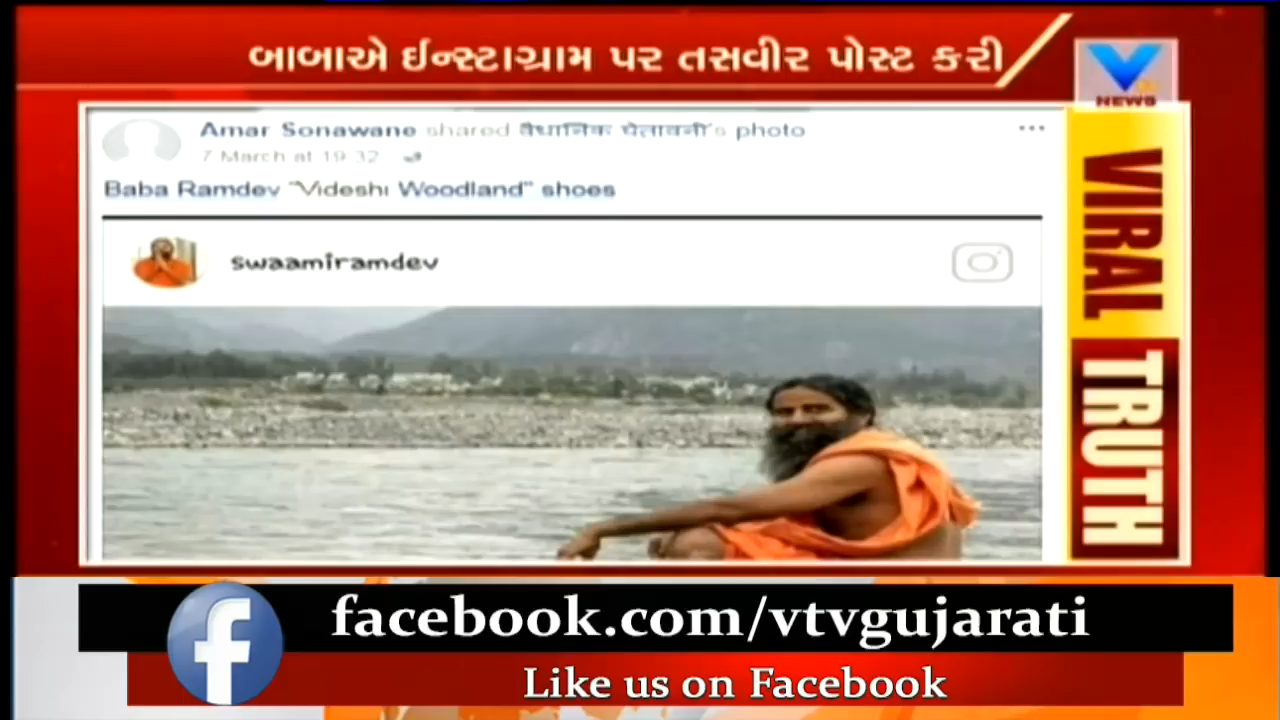 બાબાએ ઈન્સ્ટાગ્રામ પર તસવીર પોસ્ટ કરી
NEWS
Amar Sonawane shared वैधानिक चेतावनी's photo
7 March at 19:32
Baba Ramdev "Videshi Woodland" shoes
swaamiramdev
VIRAL
TRUTH
facebook.com/vtvgujarati
Like us on Facebook